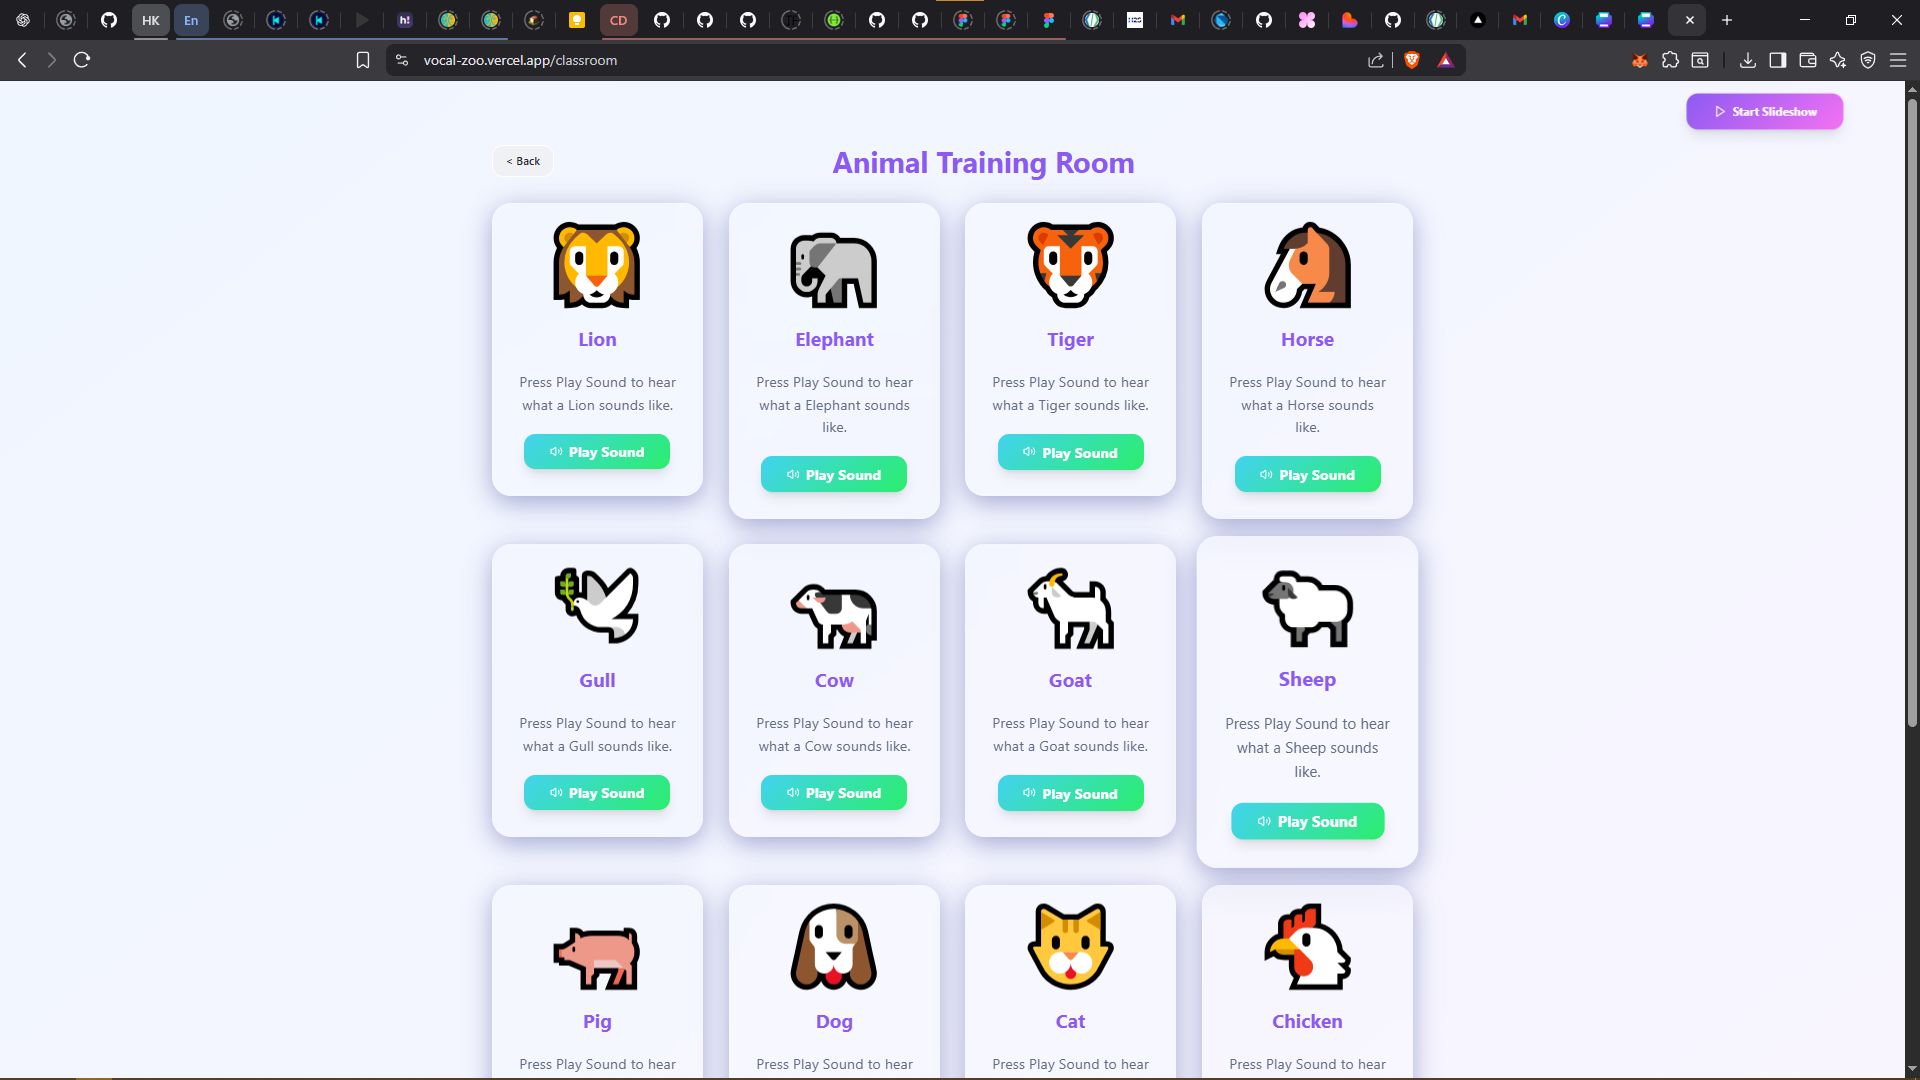 HK
En
h!
CD
vocal-zoo.vercel.app/classroom
Start Slideshow
< Back
Animal Training Room
Lion
Press Play Sound to hear
what a Lion sounds like.
Play Sound
Elephant
Press Play Sound to hear
what a Elephant sounds
like.
Play Sound
Tiger
Press Play Sound to hear
what a Tiger sounds like.
Play Sound
Horse
Press Play Sound to hear
what a Horse sounds
like.
Play Sound
Gull
Press Play Sound to hear
what a Gull sounds like.
Play Sound
Cow
Press Play Sound to hear
what a Cow sounds like.
Play Sound
Goat
Press Play Sound to hear
what a Goat sounds like.
Play Sound
Sheep
Press Play Sound to hear
what a Sheep sounds
like.
Play Sound
Pig
Press Play Sound to hear
Dog
Press Play Sound to hear
Cat
Press Play Sound to hear
Chicken
Press Play Sound to hear